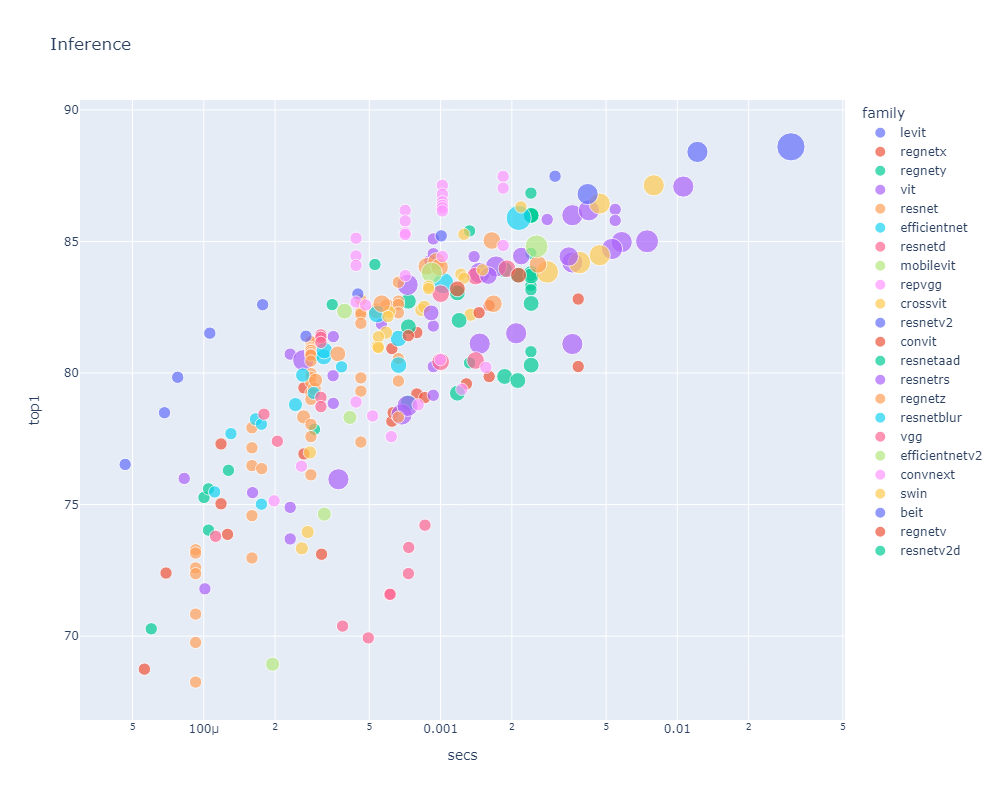 Inference
family
levit
regnetx
regnety
vit
resnet
efficientnet
resnetd
mobilevit
repvgg
crossvit
resnetv2
convit
resnetaad
resnetrs
regnetz
resnetblur
vgg
efficientnetv2
convnext
swin
beit
regnetv
resnetv2d
90
85
80
75
70
top1
5 100μ 2 5 0.001 2 5 0.01 2 5
secs